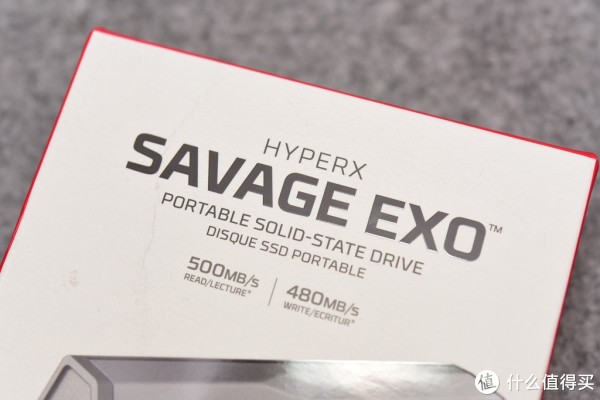 HYPERX
SAVAGE EXO™
PORTABLE SOLID-STATE DRIVE
DISQUE SSD PORTABLE
500MB/s
READ/LECTURE*
480MB/s
WRITE/ECRITUR*
值 什么值得买